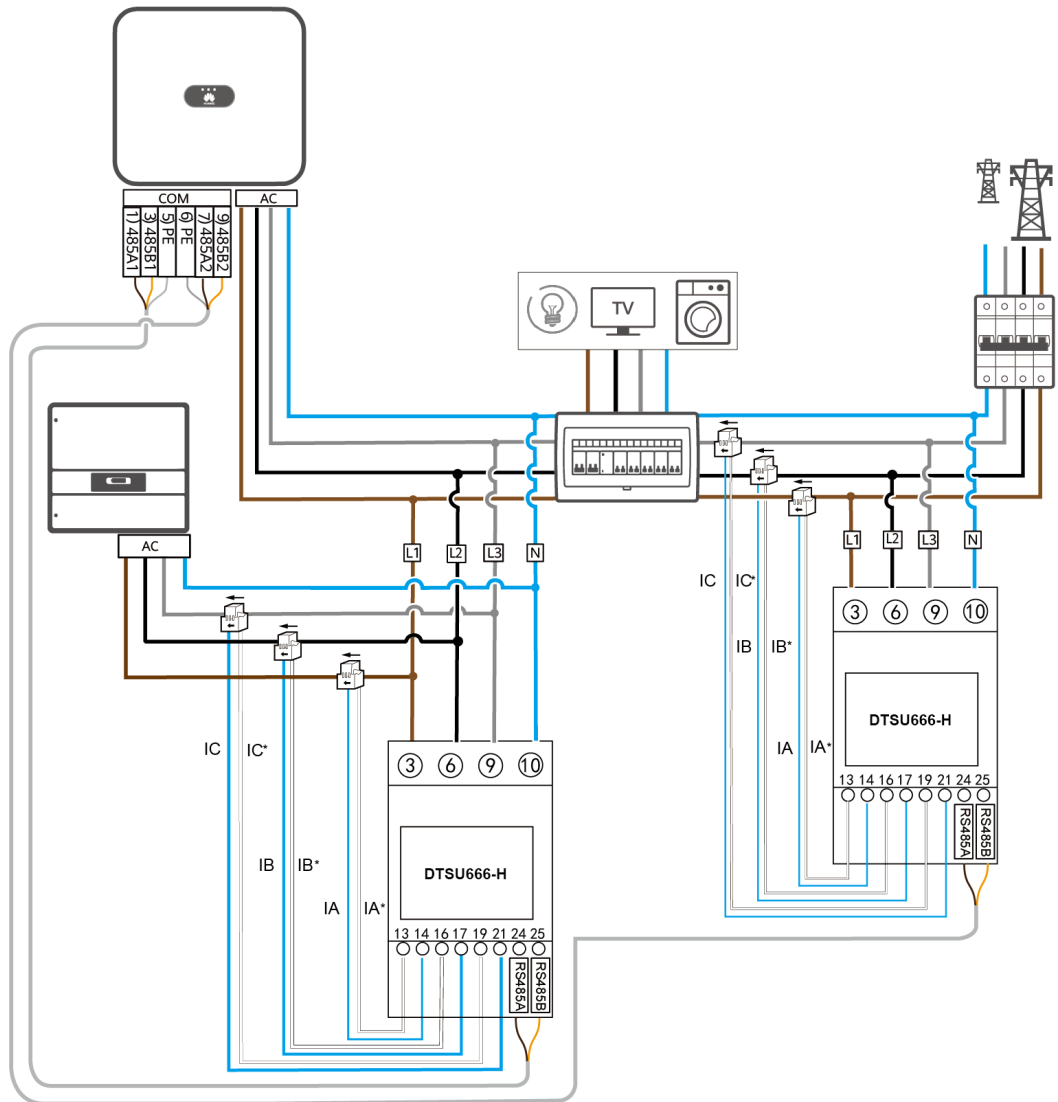 COM
AC
1) 485A1
3) 485B1
5) PE
6) PE
7) 485A2
9) 485B2
TV
AC
L1
L2
L3
N
L1
L2
L3
N
IC
IC*
IB
IB*
IA
IA*
3
6
9
10
DTSU666-H
13 14 16 17 19 21 24 25
RS485A
RS485B
IC
IC*
IB
IB*
IA
IA*
3
6
9
10
DTSU666-H
13 14 16 17 19 21 24 25
RS485A
RS485B